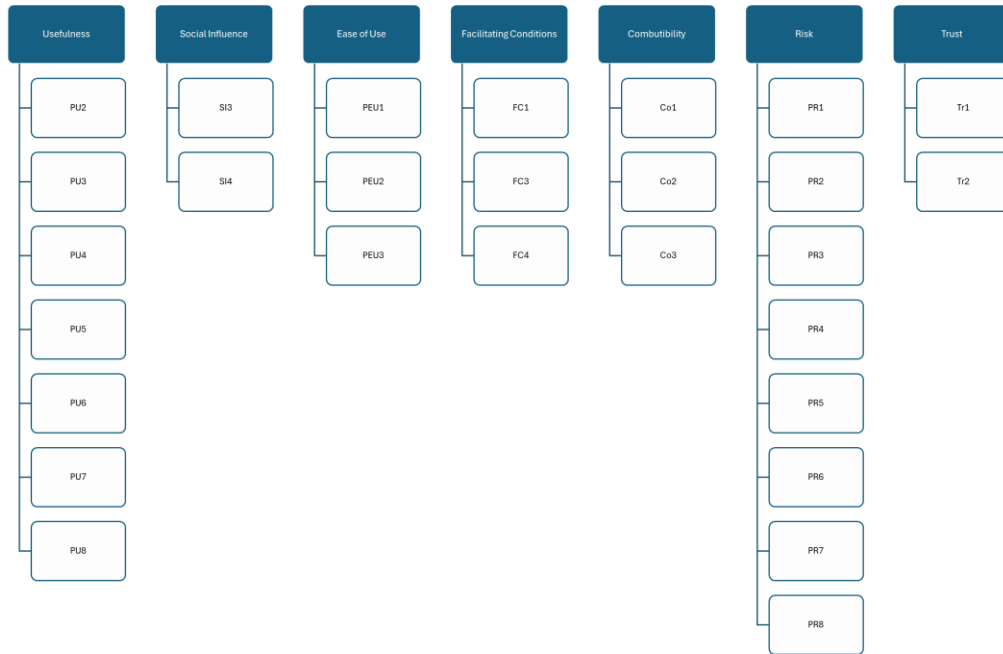 Usefulness
PU2
PU3
PU4
PU5
PU6
PU7
PU8
Social Influence
SI3
SI4
Ease of Use
PEU1
PEU2
PEU3
Facilitating Conditions
FC1
FC3
FC4
Combutibility
Co1
Co2
Co3
Risk
PR1
PR2
PR3
PR4
PR5
PR6
PR7
PR8
Trust
Tr1
Tr2